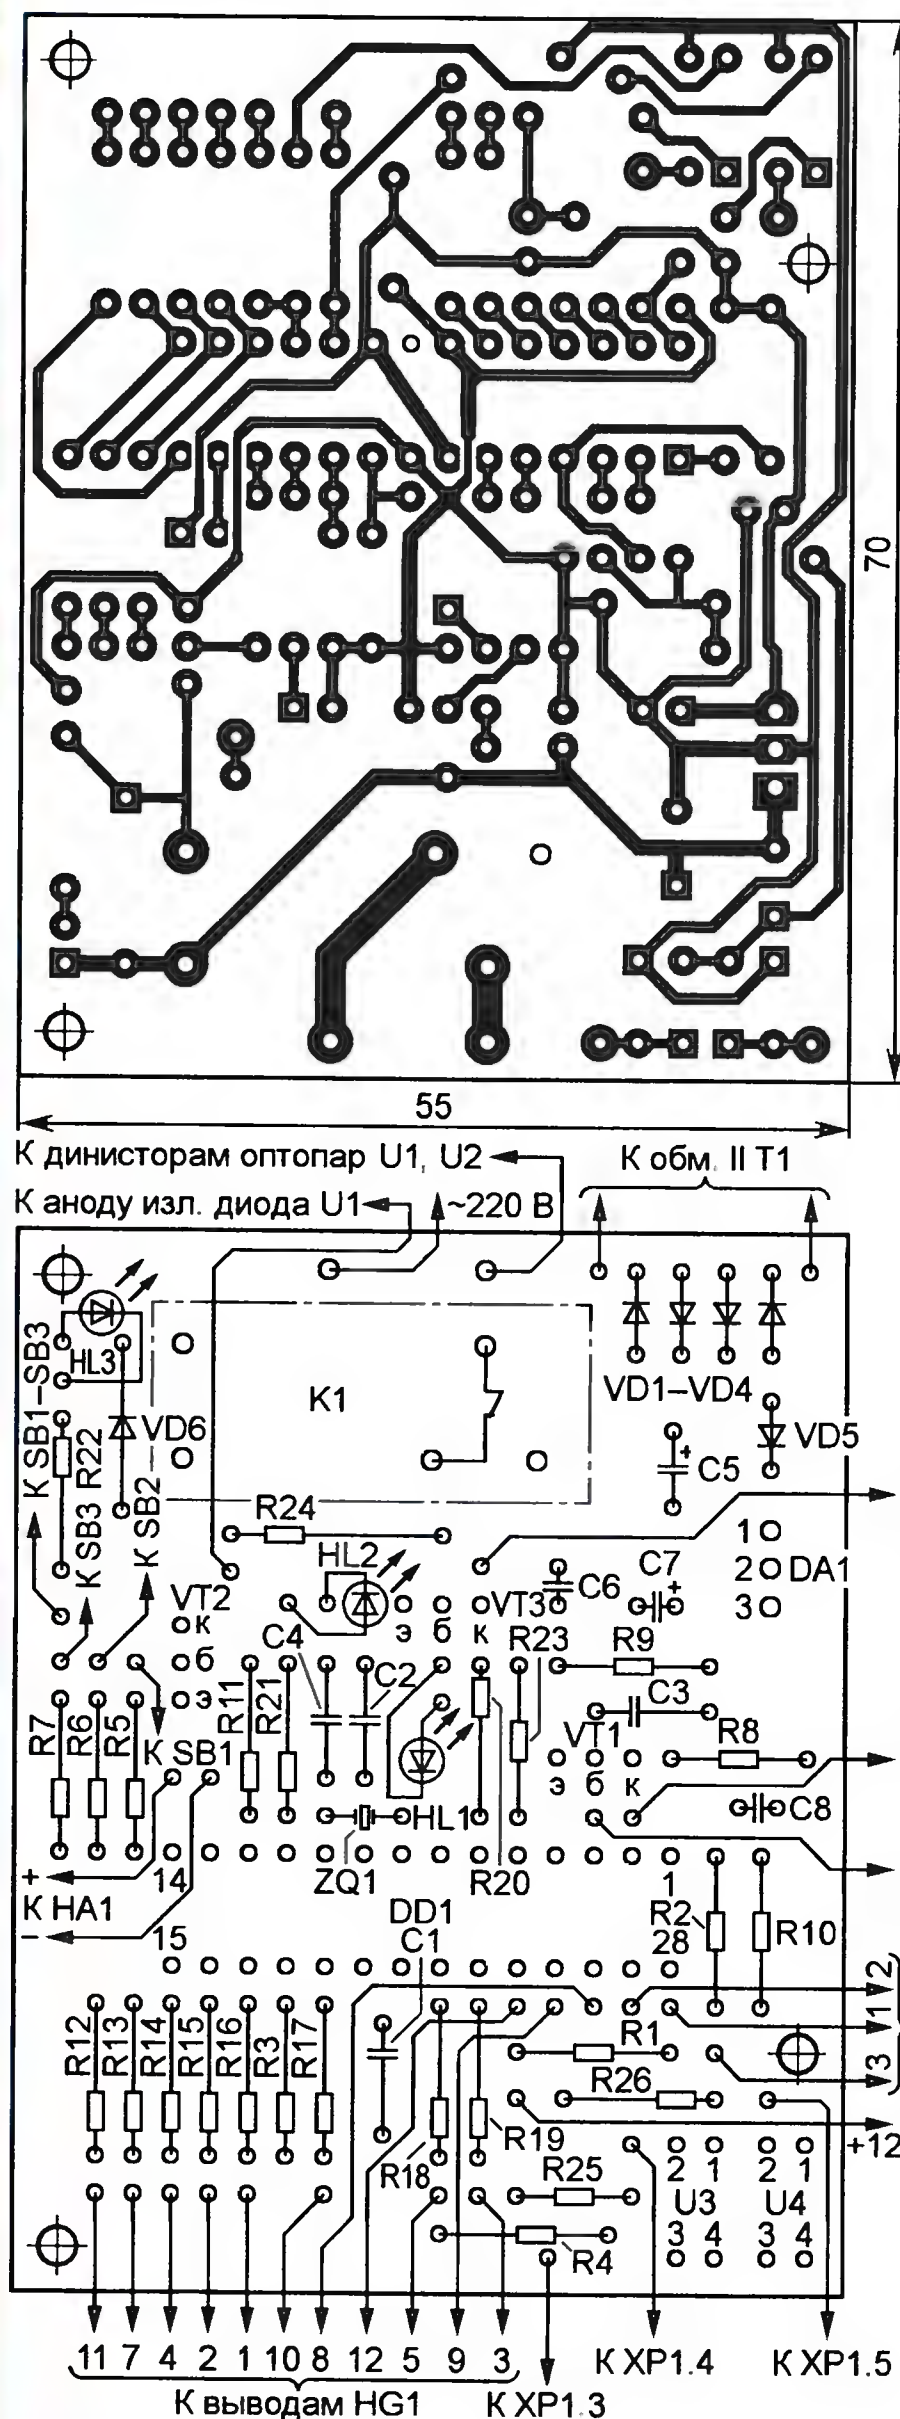 70
55
К динисторам оптопар U1, U2
К обм. II T1
К аноду изл. диода U1
~220 В
К SB1–SB3
HL3
R22
VD6
К SB3
К SB2
K1
VD1–VD4
VD5
C5
R24
HL2
C7
C6
1
2
DA1
3
VT2
к
б
э
C4
C2
э
б
к
VT3
R23
R9
R7
R6
R5
К SB1
R11
R21
C3
VT1
э
б
к
R8
C8
HL1
ZQ1
R20
+
К HA1
–
14
15
DD1
C1
1
28
R2
R10
R12
R13
R14
R15
R16
R3
R17
R1
R26
2
1
3
+12
R18
R19
R25
R4
2
1
2
1
U3
U4
3
4
3
4
11
7
4
2
1
10
8
12
5
9
3
К выводам HG1
К XP1.3
К XP1.4
К XP1.5